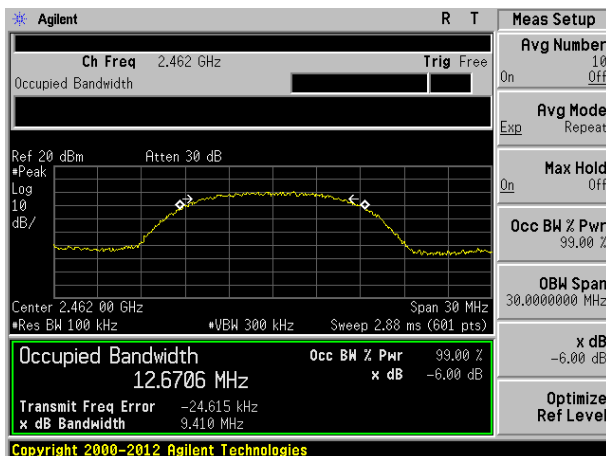 Agilent R T
Ch Freq 2.462 GHz Trig Free
Occupied Bandwidth
Ref 20 dBm Atten 30 dB
#Peak
Log
10
dB/
Center 2.462 00 GHz Span 30 MHz
#Res BW 100 kHz #VBW 300 kHz Sweep 2.88 ms (601 pts)
Occupied Bandwidth Occ BW % Pwr 99.00 %
12.6706 MHz x dB -6.00 dB
Transmit Freq Error -24.615 kHz
x dB Bandwidth 9.410 MHz
Copyright 2000-2012 Agilent Technologies
Meas Setup
Avg Number
10
On Off
Avg Mode
Exp Repeat
Max Hold
On Off
Occ BW % Pwr
99.00 %
OBW Span
30.0000000 MHz
x dB
-6.00 dB
Optimize
Ref Level